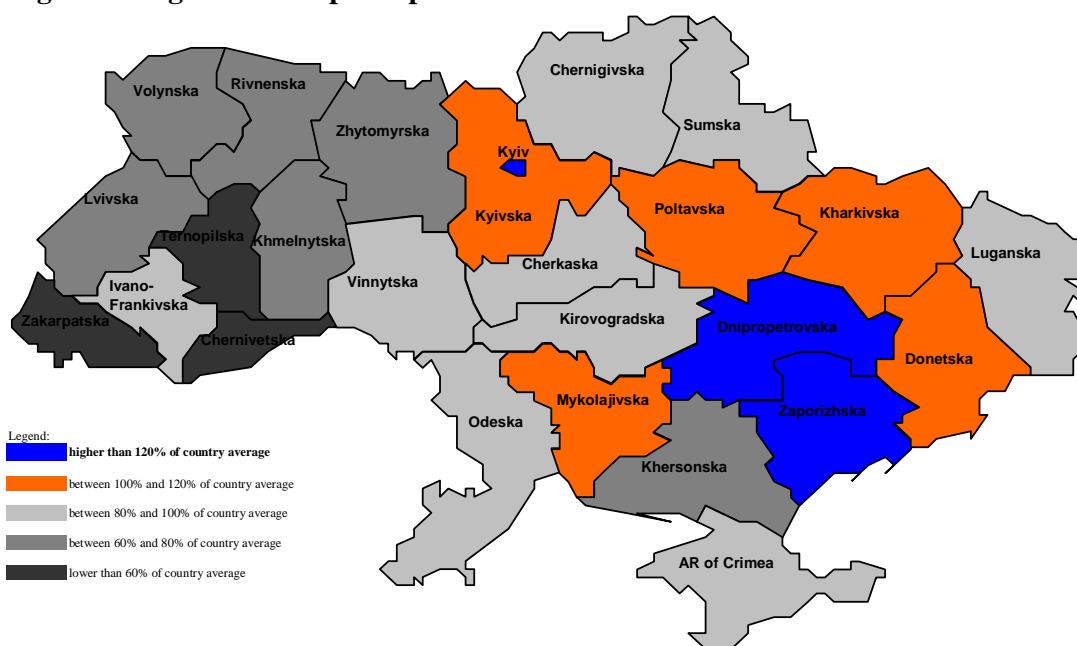 Chernigivska
Volynska
Rivnenska
Sumska
Zhytomyrska
Kyiv
Lvivska
Kyivska
Poltavska
Kharkivska
Ternopilska
Khmelnytska
Luganska
Cherkaska
Vinnytska
Ivano-
Frankivska
Zakarpatska
Kirovogradska
Dnipropetrovska
Chernivetska
Donetska
Mykolajivska
Zaporizhska
Odeska
Khersonska
AR of Crimea
Legend:
higher than 120% of country average
between 100% and 120% of country average
between 80% and 100% of country average
between 60% and 80% of country average
lower than 60% of country average